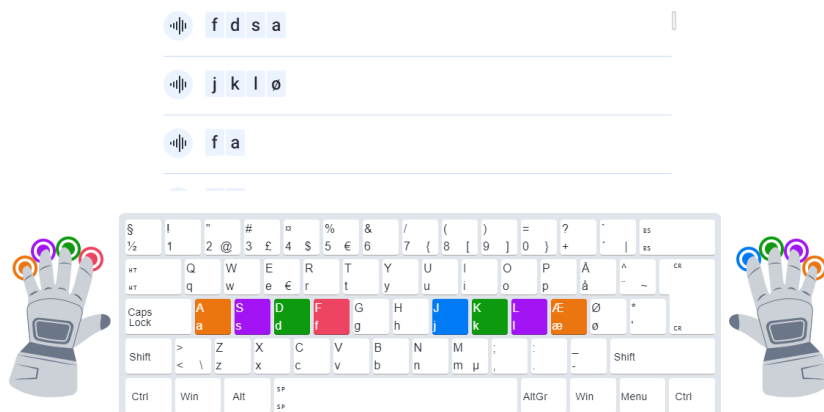 f d s a
j k l ø
f a
§ ! " # ¤ % & / ( ) = ? ` BS
½ 1 2 @ 3 £ 4 $ 5 € 6 7 { 8 [ 9 ] 0 } + ´ | BS
HT Q W E R T Y U I O P Å ^ CR
HT q w e € r t y u i o p å ¨ ~
Caps Lock A S D F G H J K L Æ Ø *
a s d f g h j k l æ ø ' CR
Shift > Z X C V B N M ; : _ Shift
< \ z x c v b n m µ , . -
Ctrl Win Alt SP AltGr Win Menu Ctrl
SP